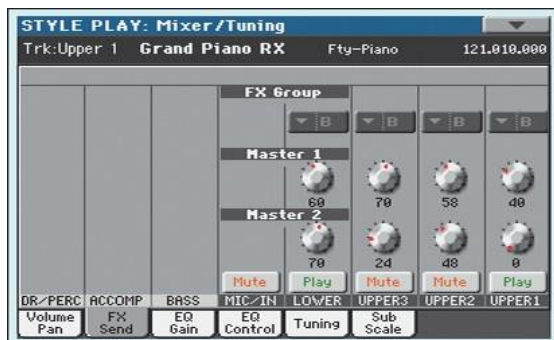 STYLE PLAY: Mixer/Tuning
Trk:Upper 1 Grand Piano RX Fty-Piano 121.010.000
FX Group
B B B B
Master 1
60 70 58 40
Master 2
70 24 48 0
Mute Play Mute Mute Play
DR/PERC ACCOMP BASS MIC/IN LOWER UPPER3 UPPER2 UPPER1
Volume Pan FX Send EQ Gain EQ Control Tuning Sub Scale